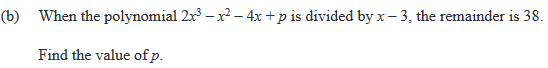 (b) When the polynomial 2x³ – x² – 4x + p is divided by x – 3, the remainder is 38.
Find the value of p.